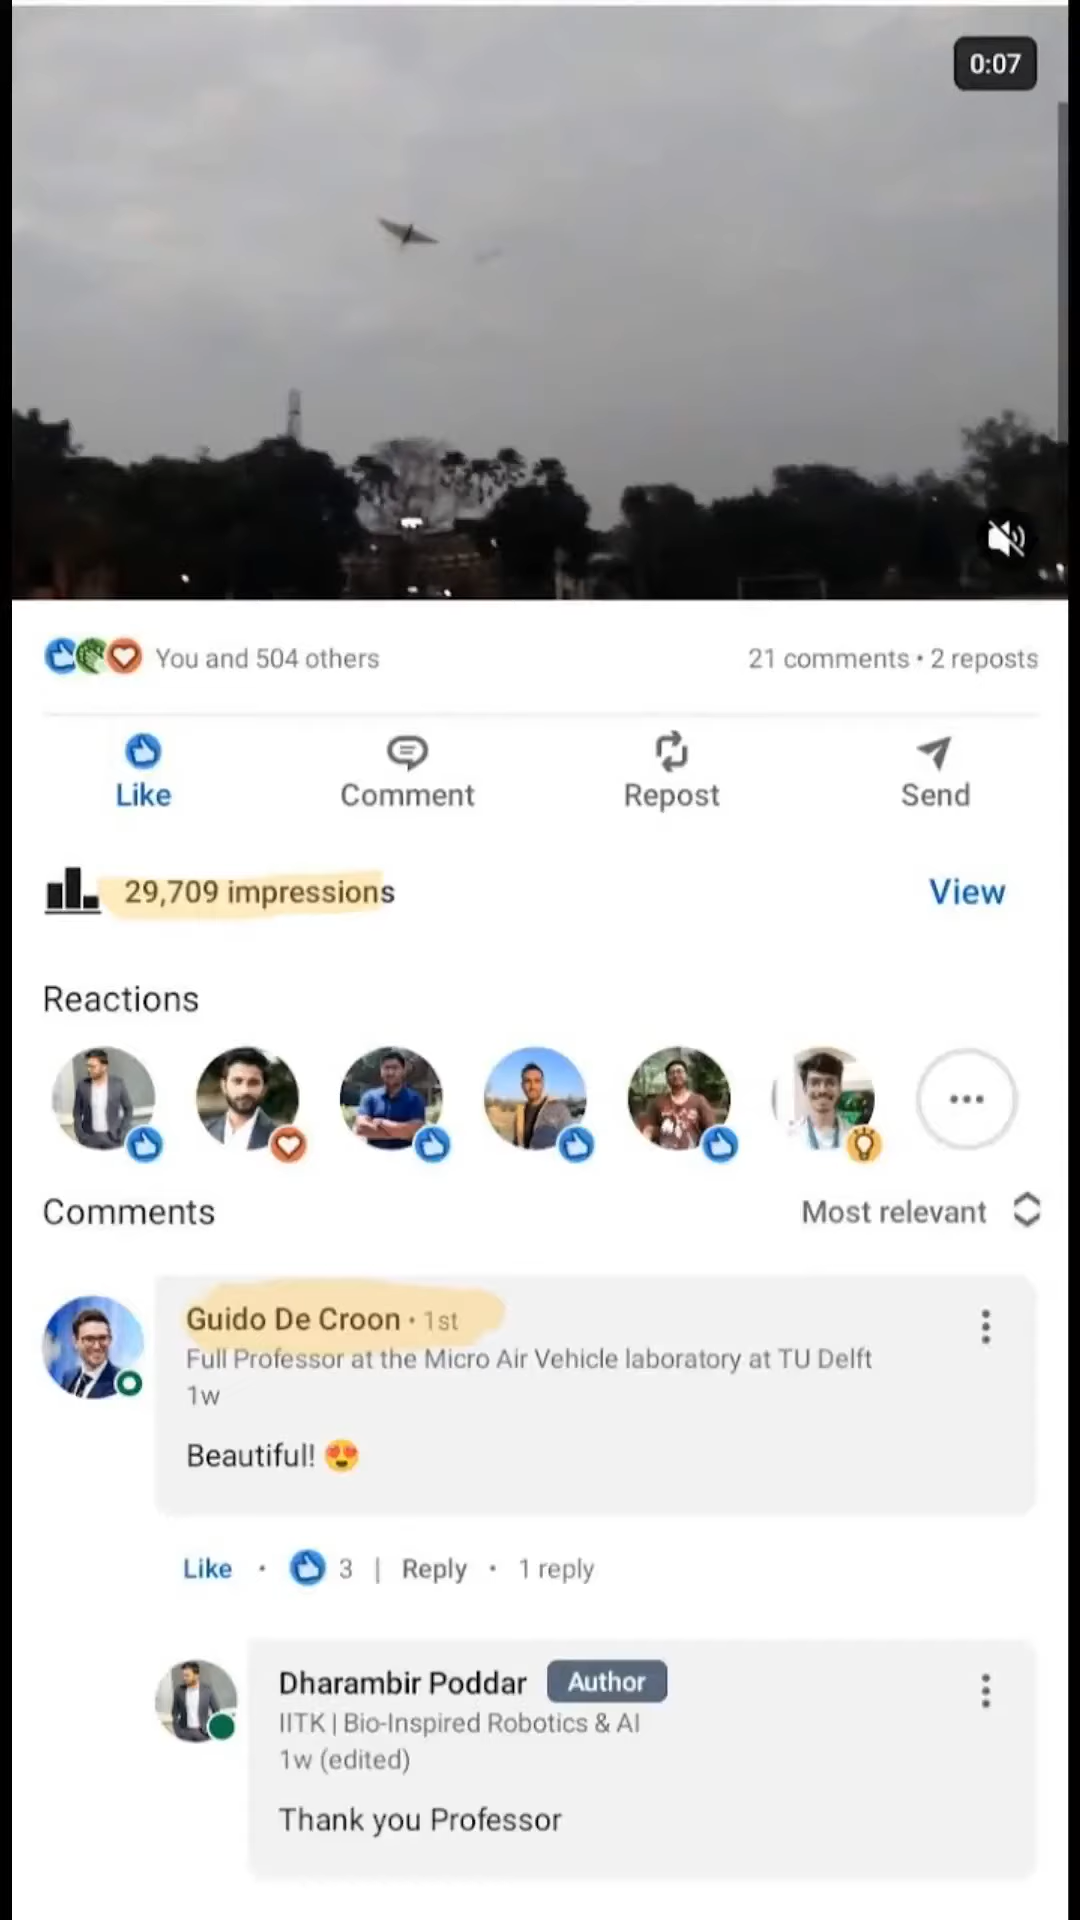 0:07
You and 504 others
21 comments • 2 reposts
Like
Comment
Repost
Send
29,709 impressions
View
Reactions
Comments
Most relevant
Guido De Croon • 1st
Full Professor at the Micro Air Vehicle laboratory at TU Delft
1w
Beautiful! 😍
Like • 3 | Reply • 1 reply
Dharambir Poddar Author
IITK | Bio-Inspired Robotics & AI
1w (edited)
Thank you Professor